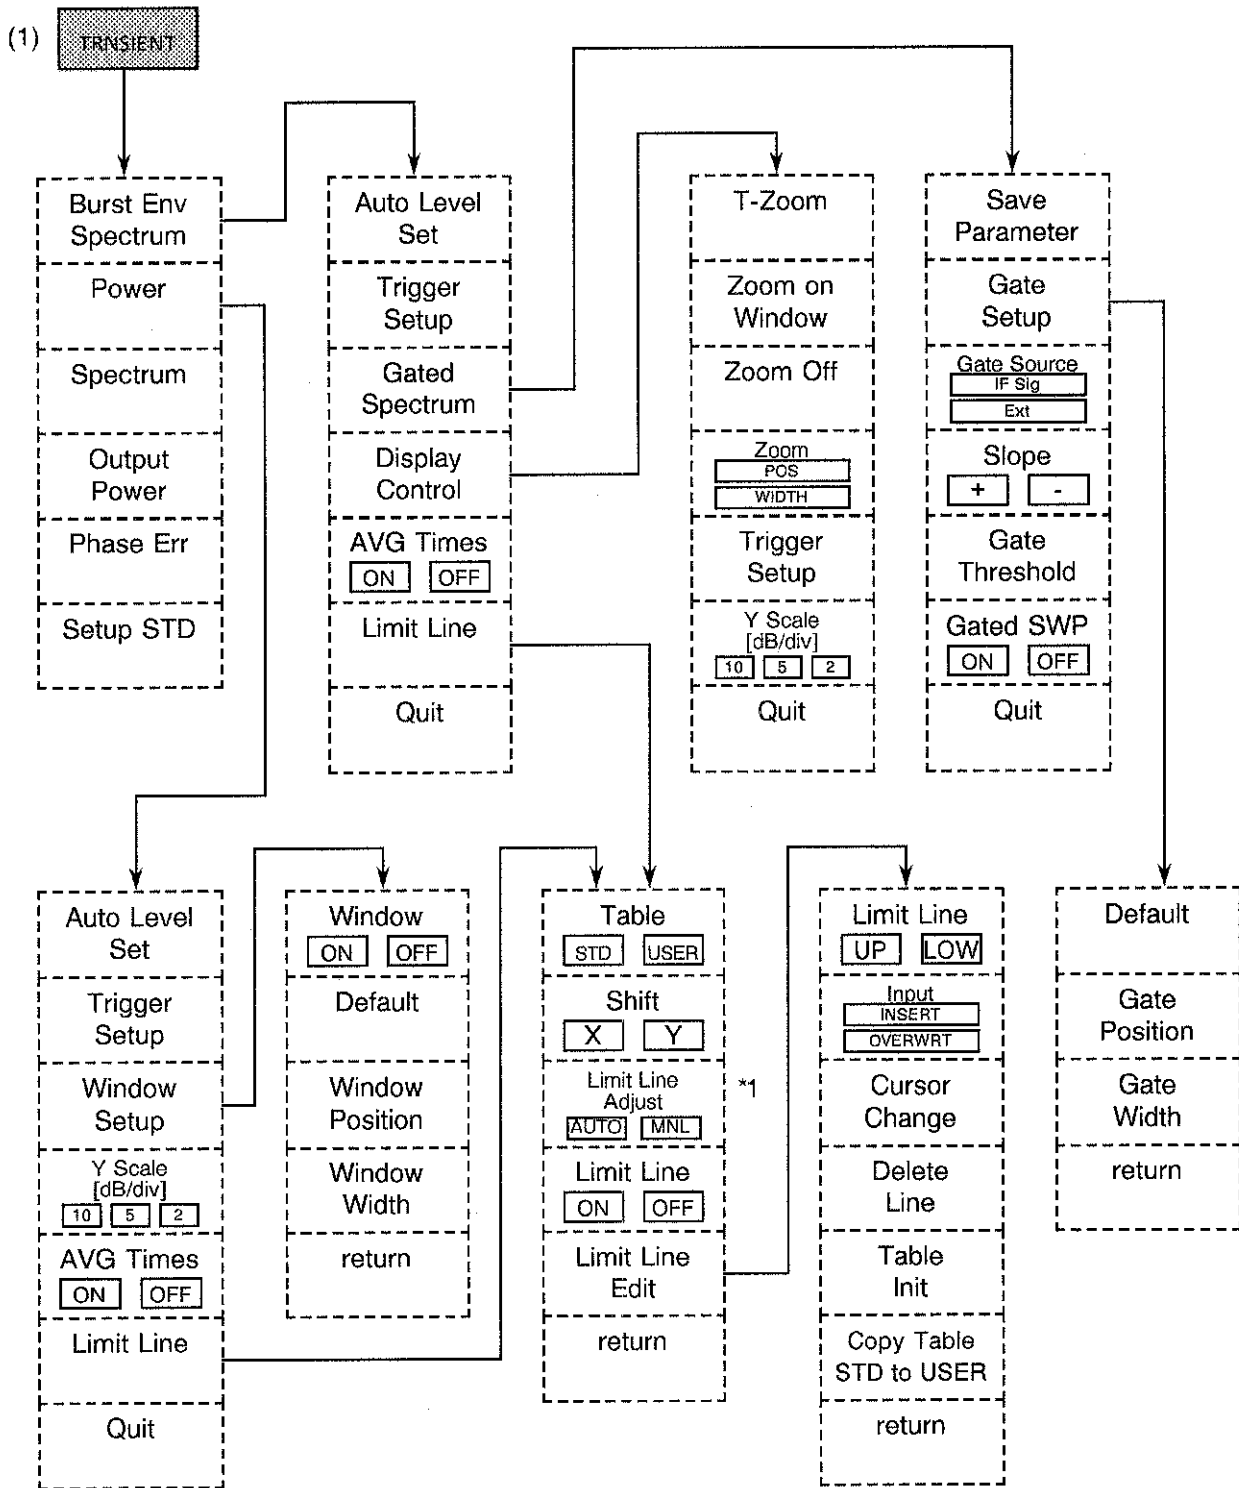 (1) TRNSIENT
Burst Env
Spectrum
Power
Spectrum
Output
Power
Phase Err
Setup STD
Auto Level
Set
Trigger
Setup
Gated
Spectrum
Display
Control
AVG Times
ON OFF
Limit Line
Quit
T-Zoom
Zoom on
Window
Zoom Off
Zoom
POS
WIDTH
Trigger
Setup
Y Scale
[dB/div]
10 5 2
Quit
Save
Parameter
Gate
Setup
Gate Source
IF Sig
Ext
Slope
+ -
Gate
Threshold
Gated SWP
ON OFF
Quit
Auto Level
Set
Trigger
Setup
Window
Setup
Y Scale
[dB/div]
10 5 2
AVG Times
ON OFF
Limit Line
Quit
Window
ON OFF
Default
Window
Position
Window
Width
return
Table
STD USER
Shift
X Y
Limit Line
Adjust
AUTO MNL
*1
Limit Line
ON OFF
Limit Line
Edit
return
Limit Line
UP LOW
Input
INSERT
OVERWRT
Cursor
Change
Delete
Line
Table
Init
Copy Table
STD to USER
return
Default
Gate
Position
Gate
Width
return